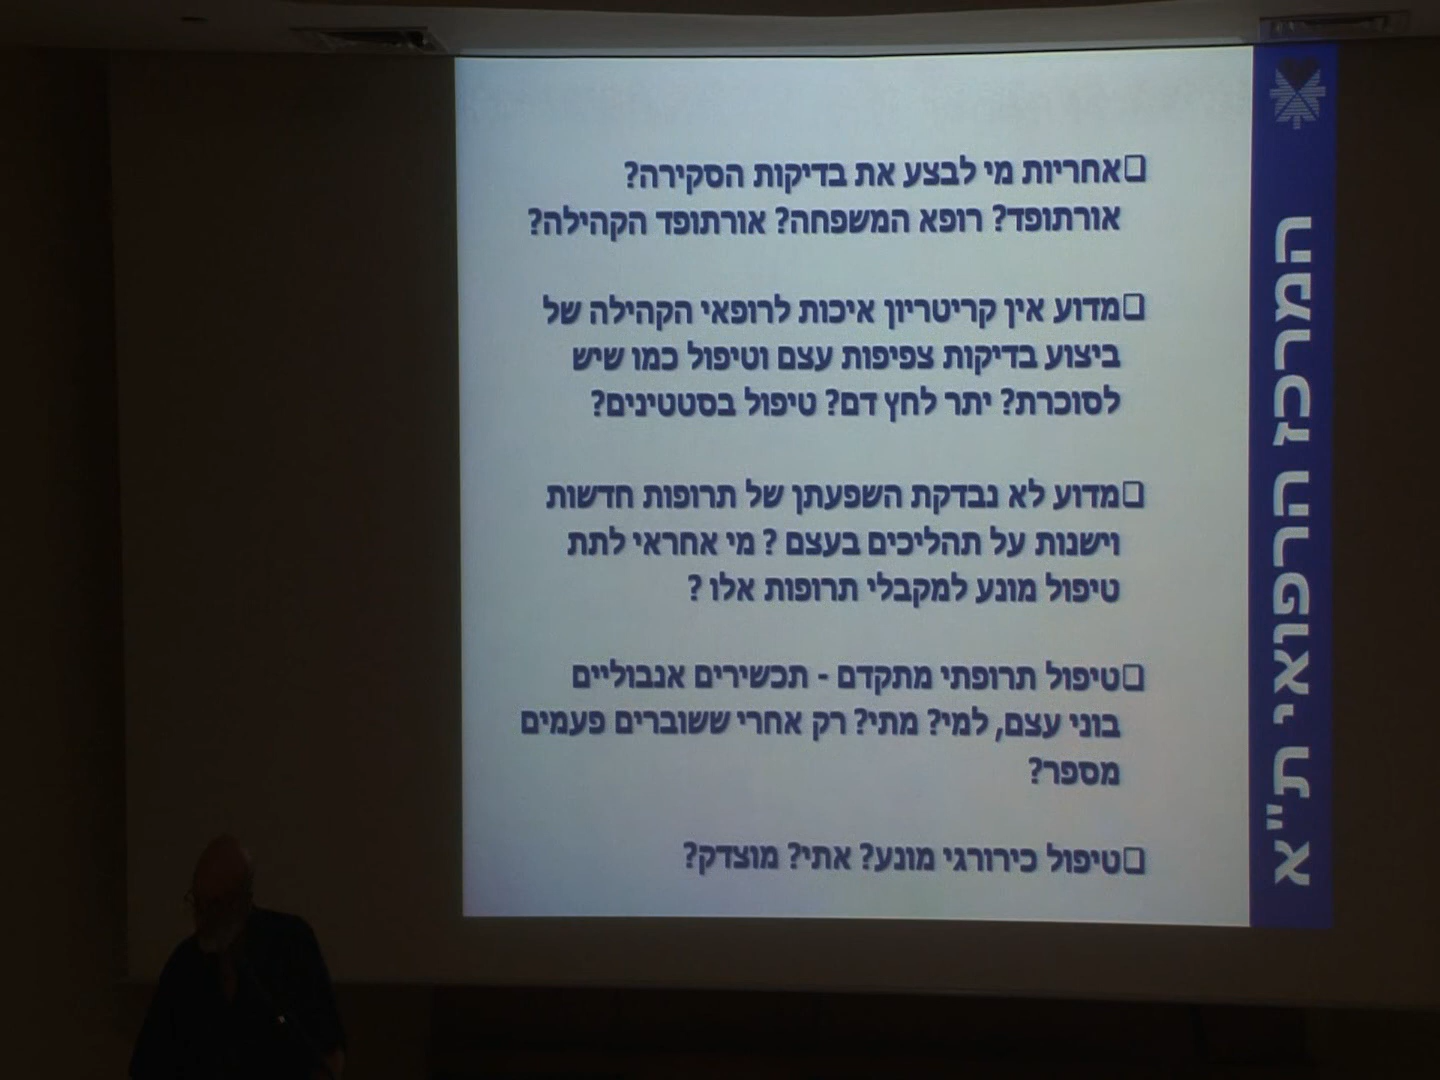 ❏אחריות מי לבצע את בדיקות הסקירה?
אורתופד? רופא המשפחה? אורתופד הקהילה?
❏מדוע אין קריטריון איכות לרופאי הקהילה של
ביצוע בדיקות צפיפות עצם וטיפול כמו שיש
לסוכרת? יתר לחץ דם? טיפול בסטטינים?
❏מדוע לא נבדקת השפעתן של תרופות חדשות
וישנות על תהליכים בעצם ? מי אחראי לתת
טיפול מונע למקבלי תרופות אלו ?
❏טיפול תרופתי מתקדם - תכשירים אנבוליים
בוני עצם, למי? מתי? רק אחרי ששוברים פעמים
מספר?
❏טיפול כירורגי מונע? אתי? מוצדק?
המרכז הרפואי ת"א